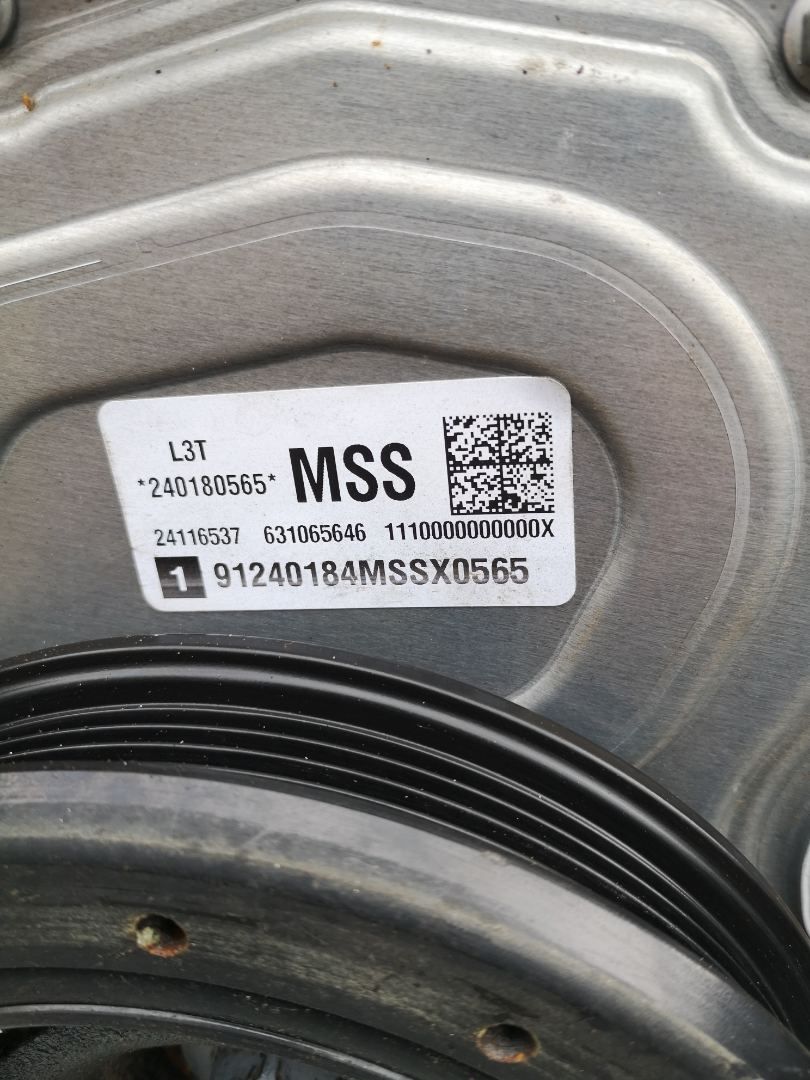 L3T
*240180565* MSS
24116537 631065646 1110000000000X
1 91240184MSSX0565